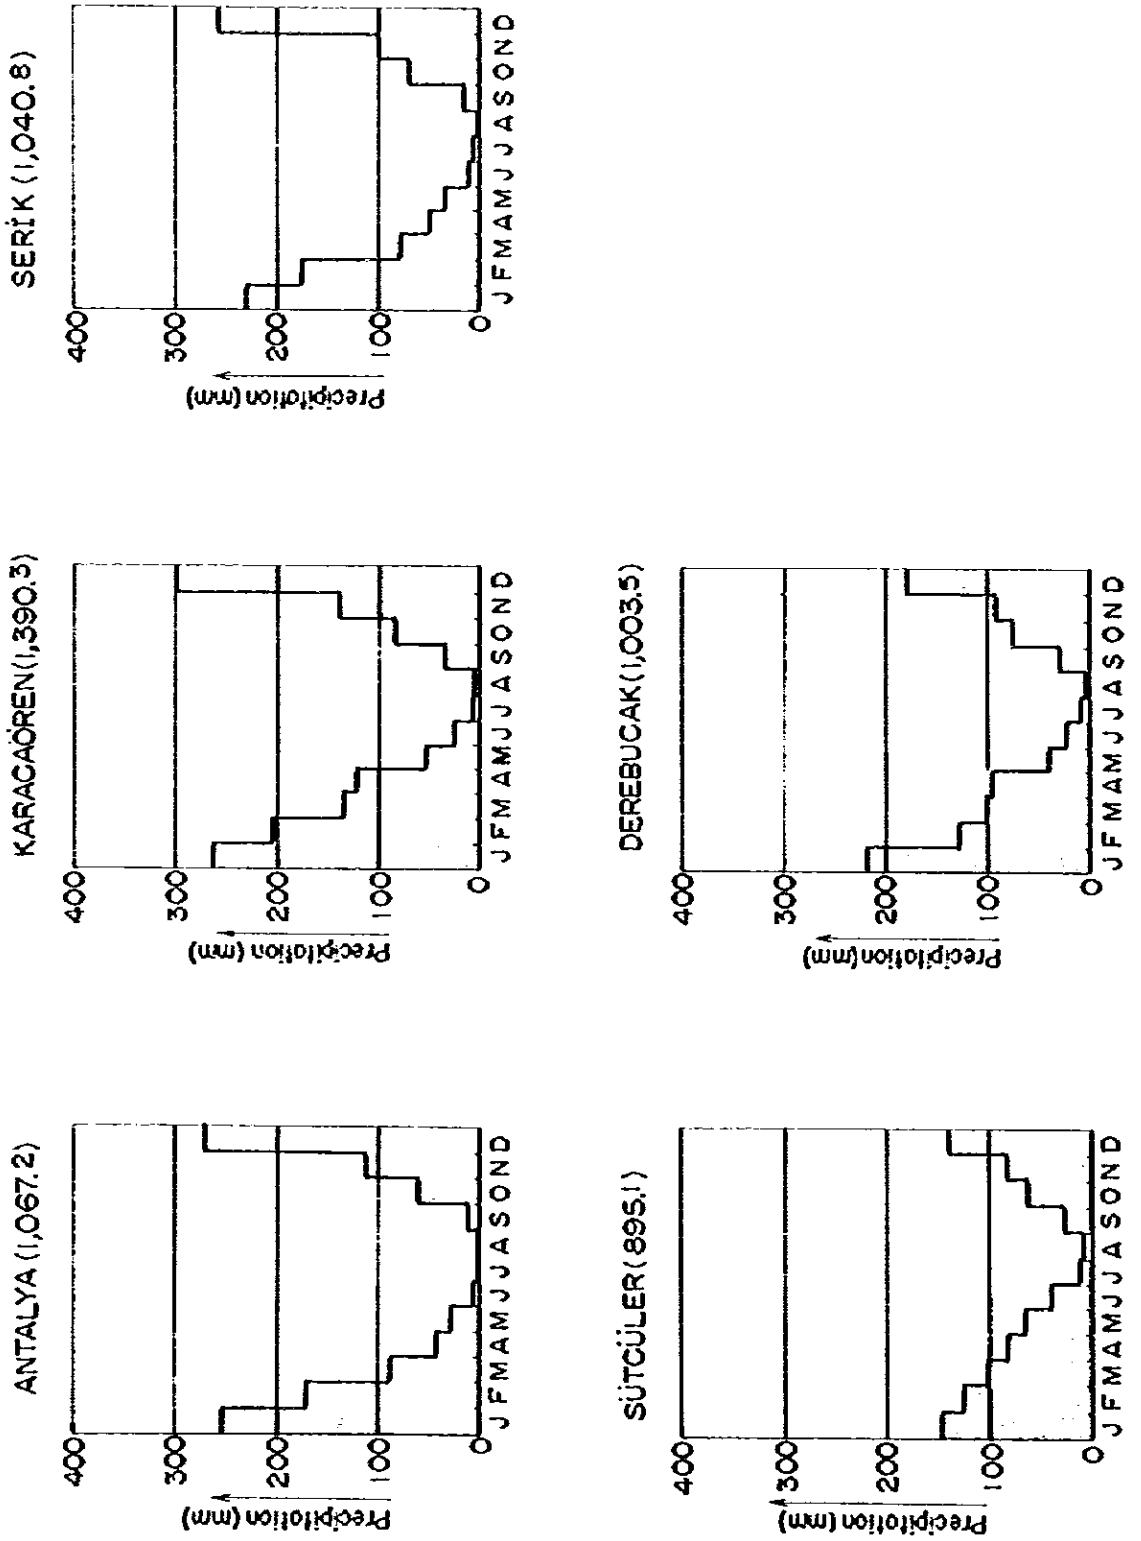 ANTALYA (1,067.2)
Precipitation (mm)
400
300
200
100
0
J F M A M J J A S O N D
KARACAÖREN (1,390.3)
Precipitation (mm)
400
300
200
100
0
J F M A M J J A S O N D
SERİK (1,040.8)
Precipitation (mm)
400
300
200
100
0
J F M A M J J A S O N D
SÜTCÜLER (895.1)
Precipitation (mm)
400
300
200
100
0
J F M A M J J A S O N D
DEREBUCAK (1,003.5)
Precipitation (mm)
400
300
200
100
0
J F M A M J J A S O N D